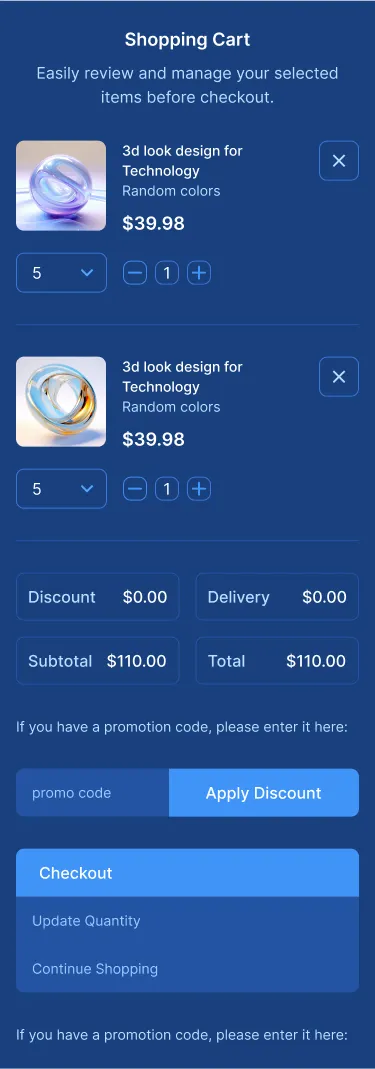 Shopping Cart
Easily review and manage your selected
items before checkout.
3d look design for
Technology
Random colors
$39.98
5
1
3d look design for
Technology
Random colors
$39.98
5
1
Discount $0.00
Delivery $0.00
Subtotal $110.00
Total $110.00
If you have a promotion code, please enter it here:
promo code
Apply Discount
Checkout
Update Quantity
Continue Shopping
If you have a promotion code, please enter it here: